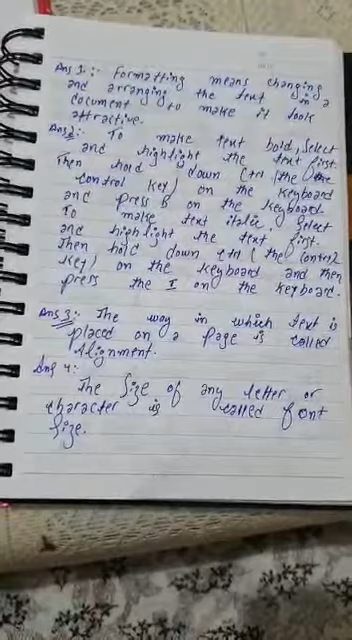 Ans 1:- Formatting means changing
and arranging the text in a
document to make it look
attractive.
Ans 2:- To make text bold, Select
and highlight the text first.
Then hold down Ctrl (the
control key) on the keyboard
and press B on the keyboard.
To make text italic, Select
and highlight the text first.
Then hold down ctrl (the control
key) on the keyboard and then
press the I on the keyboard.
Ans 3:- The way in which text is
placed on a page is called
Alignment.
Ans 4:
The Size of any letter or
character is called font
Size.